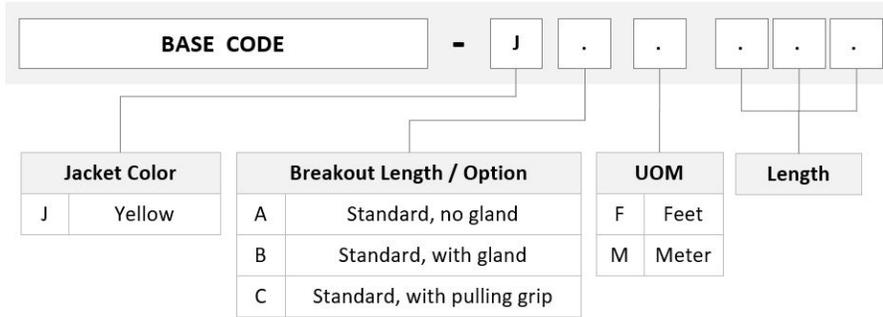 BASE CODE - J . . . . .
Jacket Color Breakout Length / Option UOM Length
J Yellow A Standard, no gland F Feet
B Standard, with gland M Meter
C Standard, with pulling grip